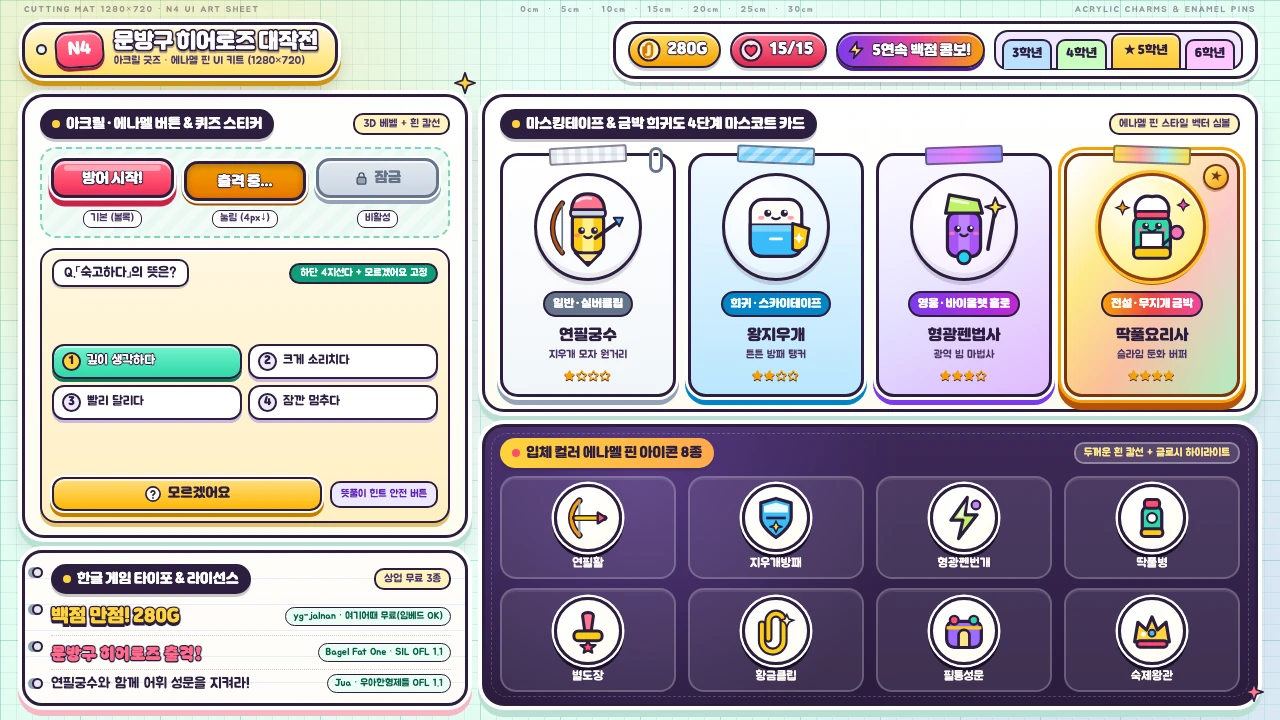 CUTTING MAT 1280×720 · N4 UI ART SHEET
0cm · 5cm · 10cm · 15cm · 20cm · 25cm · 30cm
ACRYLIC CHARMS & ENAMEL PINS
N4
문방구 히어로즈 대작전
아크릴 굿즈 · 에나멜 핀 UI 키트 (1280×720)
280G
15/15
5연속 백점 콤보!
3학년
4학년
★ 5학년
6학년
아크릴 · 에나멜 버튼 & 퀴즈 스티커
3D 베벨 + 흰 칼선
방어 시작!
출격 중...
잠금
기본 (볼록)
눌림 (4px↓)
비활성
Q.「숙고하다」의 뜻은?
하단 4지선다 + 모르겠어요 고정
1 깊이 생각하다
2 크게 소리치다
3 빨리 달리다
4 잠깐 멈추다
? 모르겠어요
뜻풀이 힌트 안전 버튼
한글 게임 타이포 & 라이선스
상업 무료 3종
백점 만점! 280G
yg-jalnan · 여기어때 무료(임베드 OK)
문방구 히어로즈 출격!
Bagel Fat One · SIL OFL 1.1
연필궁수와 함께 어휘 성문을 지켜라!
Jua · 우아한형제들 OFL 1.1
마스킹테이프 & 금박 희귀도 4단계 마스코트 카드
에나멜 핀 스타일 벡터 심볼
일반 · 실버클립
연필궁수
지우개 모자 원거리
★☆☆☆
희귀 · 스카이테이프
왕지우개
튼튼 방패 탱커
★★☆☆
영웅 · 바이올렛 홀로
형광펜법사
광역 빔 마법사
★★★☆
전설 · 무지개 금박
딱풀요리사
슬라임 둔화 버퍼
★★★★
입체 컬러 에나멜 핀 아이콘 8종
두꺼운 흰 칼선 + 글로시 하이라이트
연필활
지우개방패
형광펜번개
딱풀병
별도장
황금클립
필통성문
숙제왕관